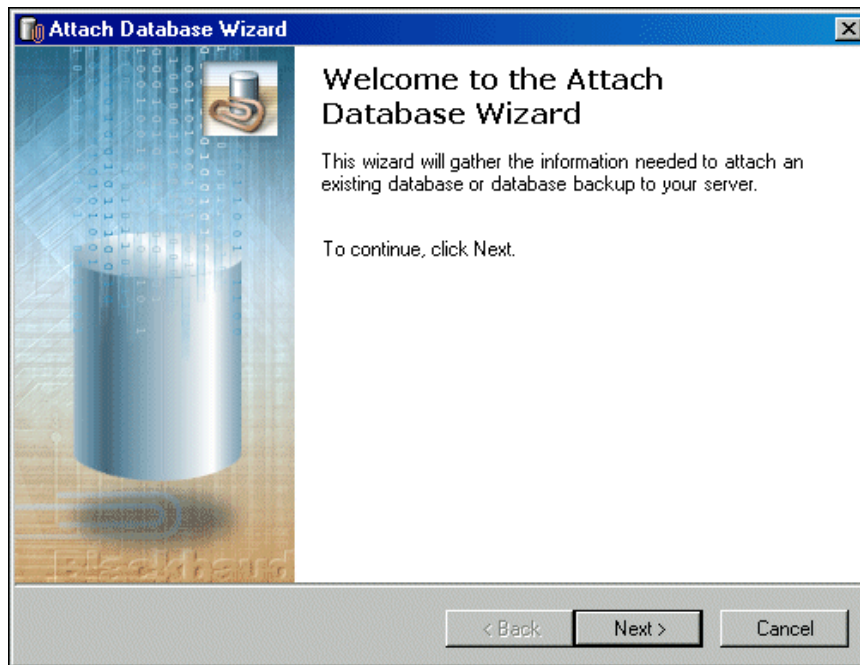 Attach Database Wizard
Welcome to the Attach
Database Wizard
This wizard will gather the information needed to attach an
existing database or database backup to your server.
To continue, click Next.
Blackbaud
< Back
Next >
Cancel